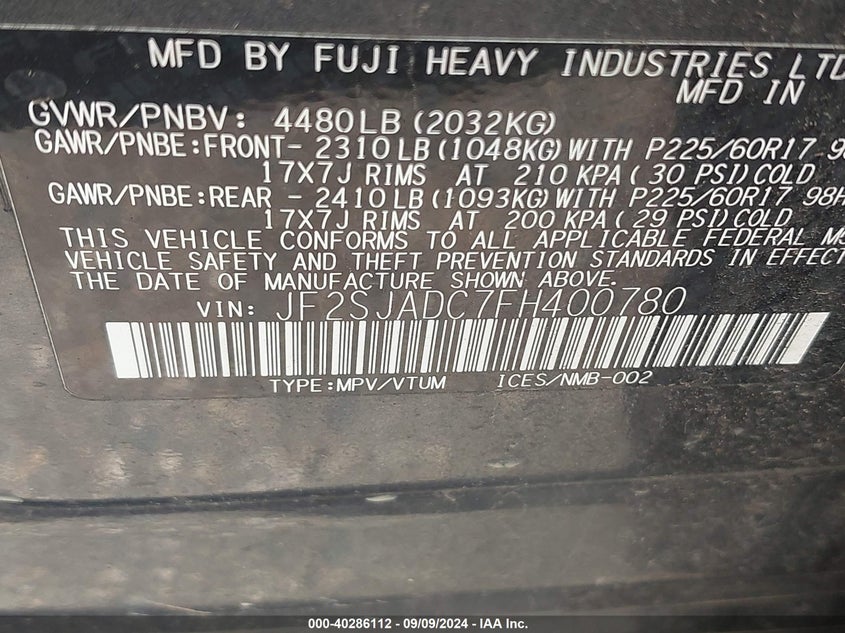 MFD BY FUJI HEAVY INDUSTRIES LTD
MFD IN
GVWR/PNBV: 4480LB (2032KG)
GAWR/PNBE:FRONT- 2310LB (1048KG) WITH P225/60R17
17X7J RIMS AT 210 KPA ( 30 PSI) COLD
GAWR/PNBE:REAR - 2410LB (1093KG) WITH P225/60R17 98H
17X7J RIMS AT 200 KPA ( 29 PSI) COLD
THIS VEHICLE CONFORMS TO ALL APPLICABLE FEDERAL
VEHICLE SAFETY AND THEFT PREVENTION STANDARDS IN
THE DATE OF MANUFACTURE SHOWN ABOVE.
VIN: JF2SJADC7FH400780
TYPE:MPV/VTUM ICES/NMB-002
000-40286112 - 09/09/2024 - IAA Inc.